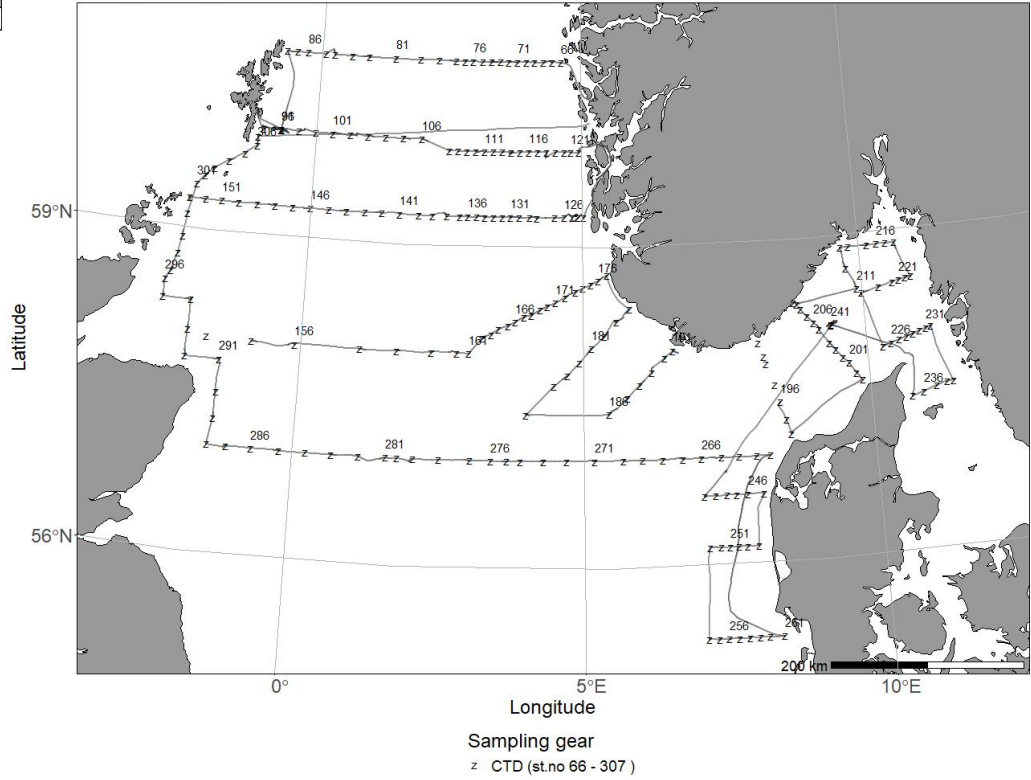 86 81 76 71 66
96 101 106 111 116 121
306
301 151 146 141 136 131 126
59°N
216
296 176 211 221
171
166 206 241 231
156 161 181 191 226
291 201
236
196
186
286 281 276 271 266
246
251
56°N
256 261
200 km
0° 5°E 10°E
Latitude
Longitude
Sampling gear
z CTD (st.no 66 - 307 )